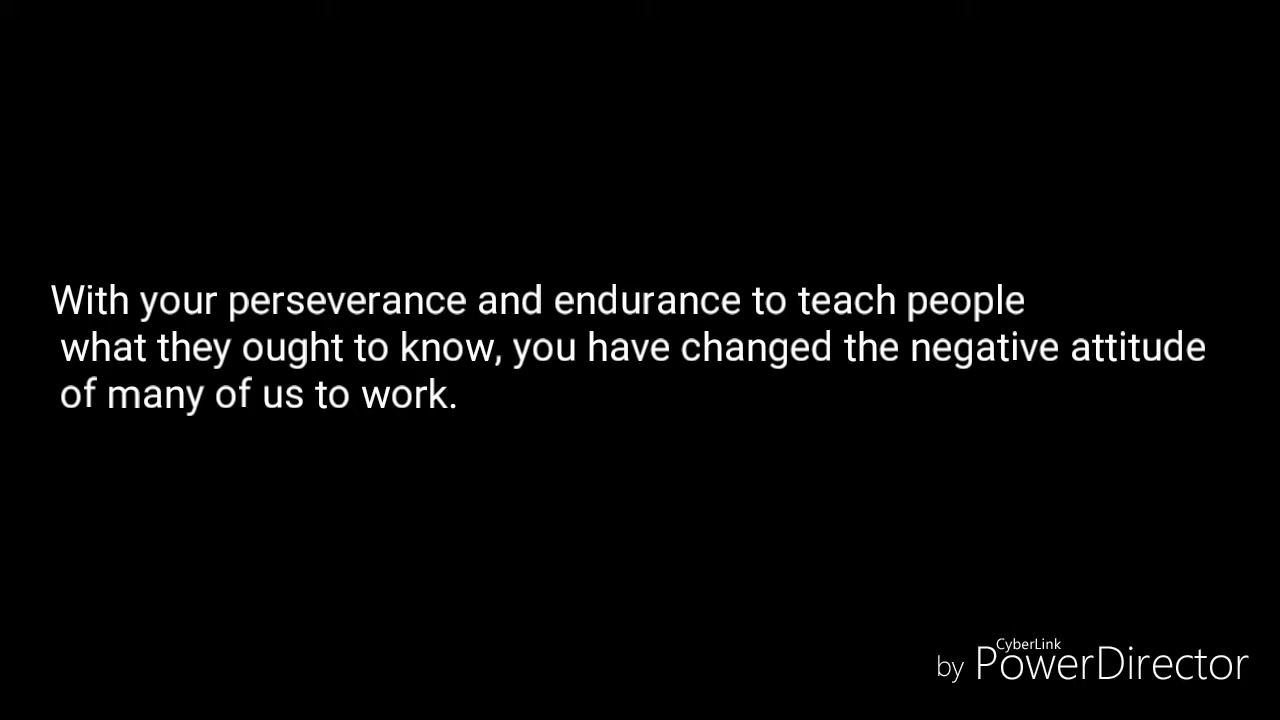 With your perseverance and endurance to teach people
what they ought to know, you have changed the negative attitude
of many of us to work.
CyberLink
by PowerDirector